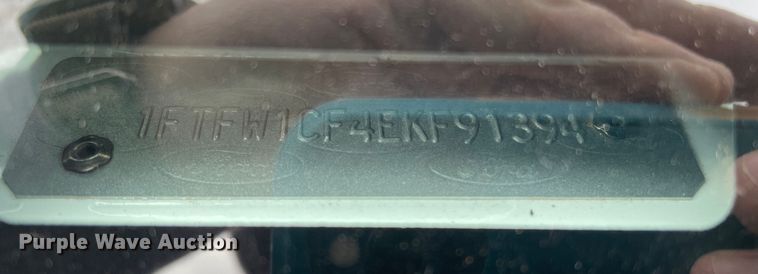 1FTFW1CF4EKF91394
Purple Wave Auction